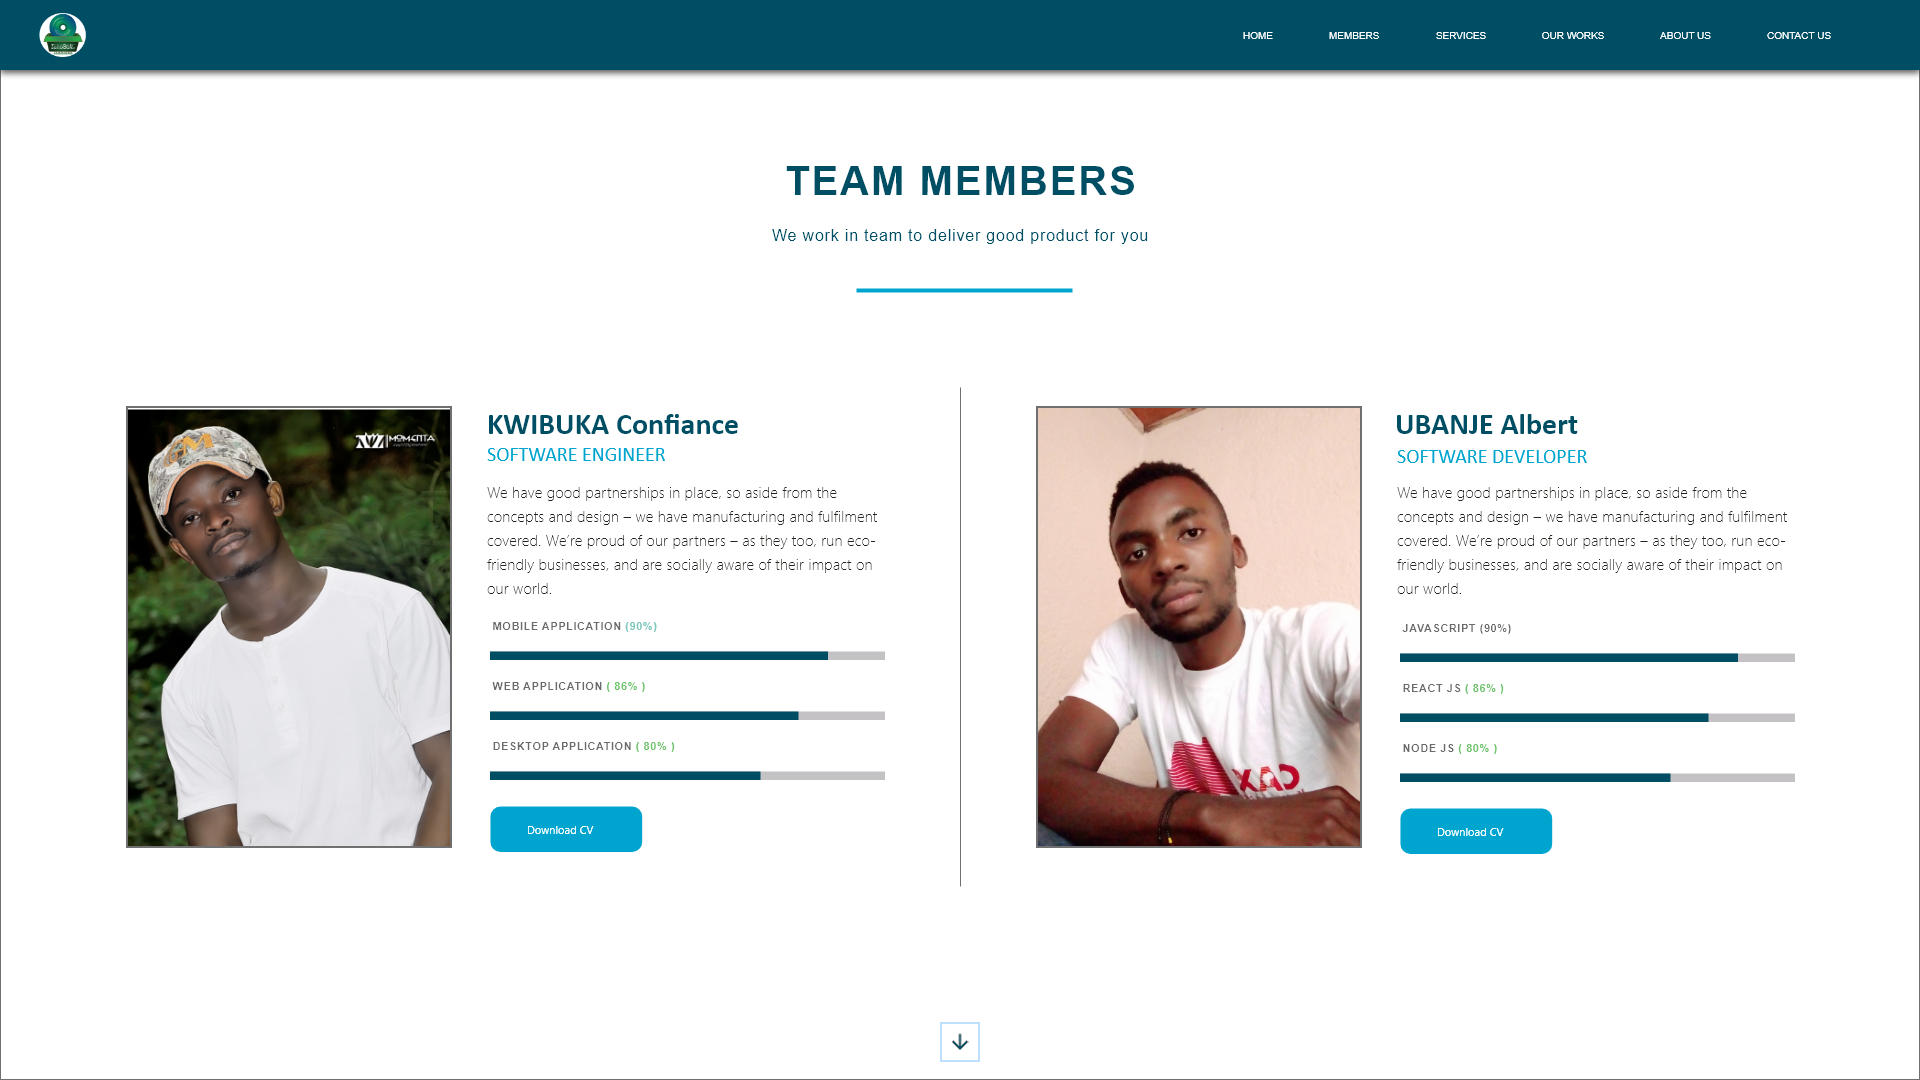 HOME MEMBERS SERVICES OUR WORKS ABOUT US CONTACT US
TEAM MEMBERS
We work in team to deliver good product for you
KWIBUKA Confiance
SOFTWARE ENGINEER
We have good partnerships in place, so aside from the
concepts and design – we have manufacturing and fulfilment
covered. We’re proud of our partners – as they too, run eco-
friendly businesses, and are socially aware of their impact on
our world.
MOBILE APPLICATION (90%)
WEB APPLICATION ( 86% )
DESKTOP APPLICATION ( 80% )
Download CV
UBANJE Albert
SOFTWARE DEVELOPER
We have good partnerships in place, so aside from the
concepts and design – we have manufacturing and fulfilment
covered. We’re proud of our partners – as they too, run eco-
friendly businesses, and are socially aware of their impact on
our world.
JAVASCRIPT (90%)
REACT JS ( 86% )
NODE JS ( 80% )
Download CV